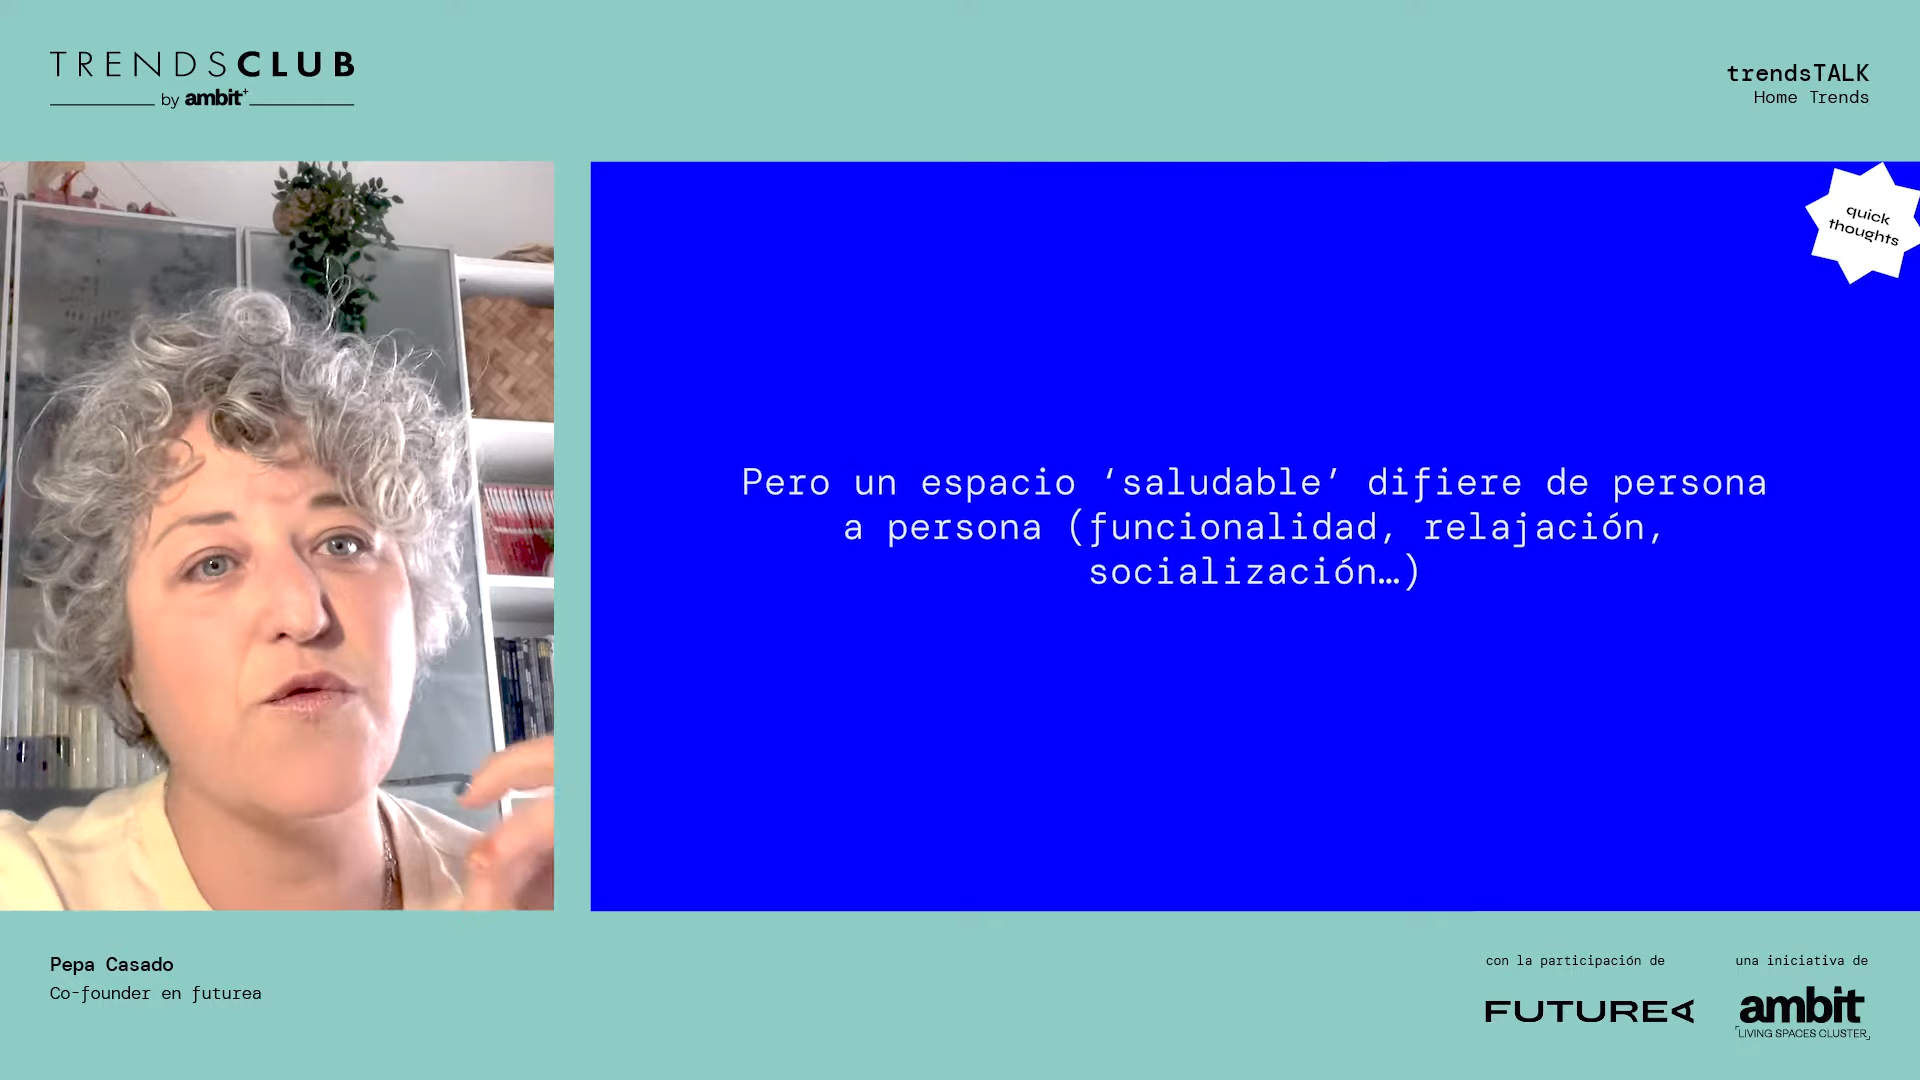 TRENDSCLUB
by ambit+
trendsTALK
Home Trends
quick
thoughts
Pero un espacio ‘saludable’ difiere de persona
a persona (funcionalidad, relajación,
socialización…)
Pepa Casado
Co-founder en futurea
con la participación de
FUTUREA
una iniciativa de
ambit
LIVING SPACES CLUSTER